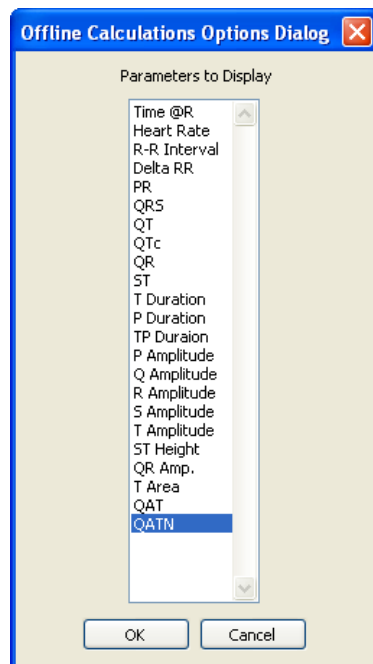 Offline Calculations Options Dialog
Parameters to Display
Time @R
Heart Rate
R-R Interval
Delta RR
PR
QRS
QT
QTc
QR
ST
T Duration
P Duration
TP Duraion
P Amplitude
Q Amplitude
R Amplitude
S Amplitude
T Amplitude
ST Height
QR Amp.
T Area
QAT
QATN
OK Cancel